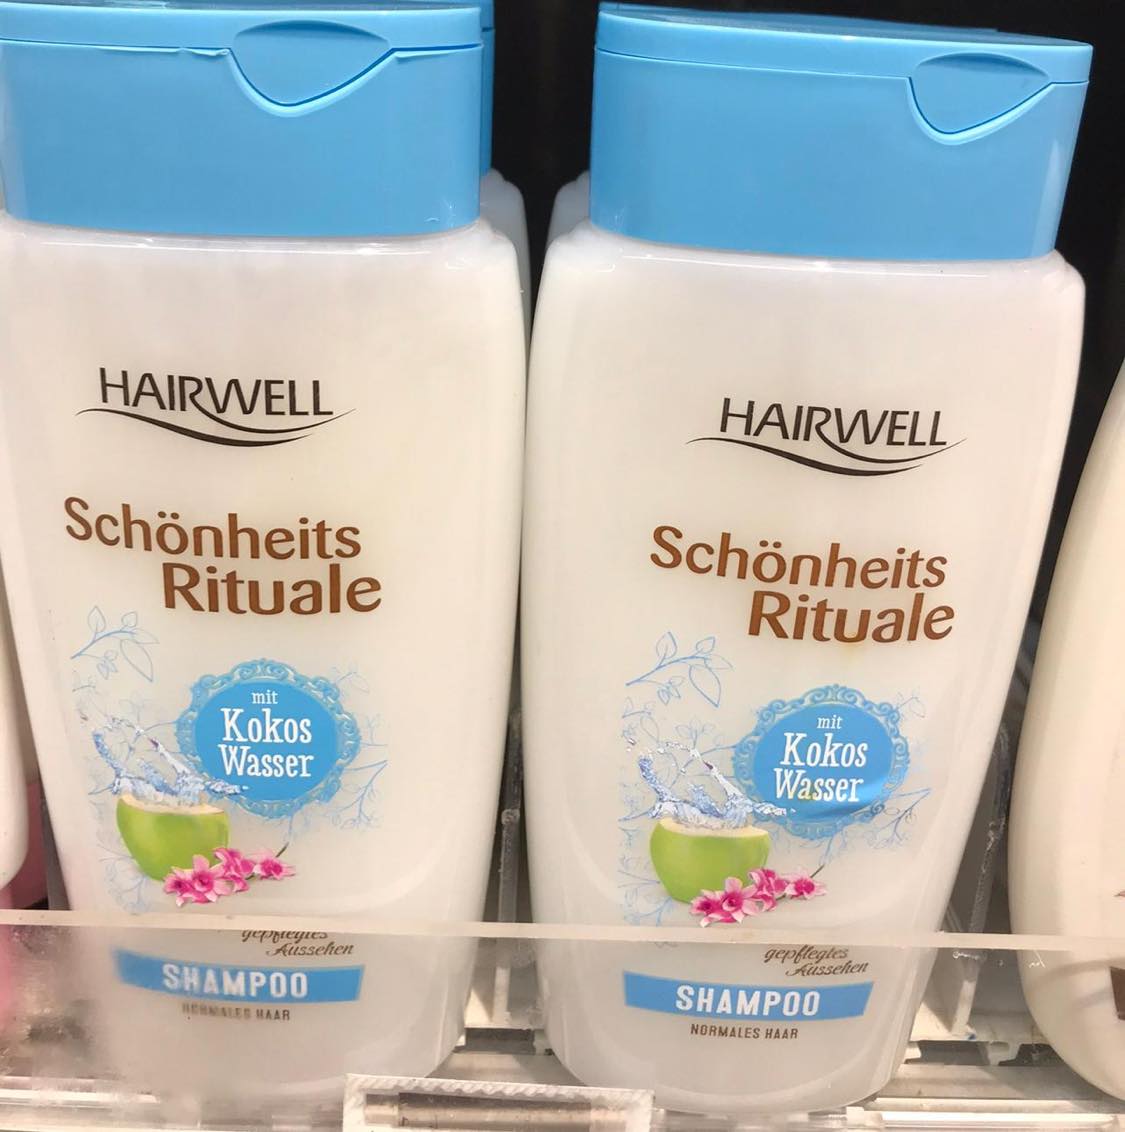 HAIRWELL
Schönheits
Rituale
mit
Kokos
Wasser
gepflegtes
Aussehen
SHAMPOO
NORMALES HAAR
HAIRWELL
Schönheits
Rituale
mit
Kokos
Wasser
gepflegtes
Aussehen
SHAMPOO
NORMALES HAAR